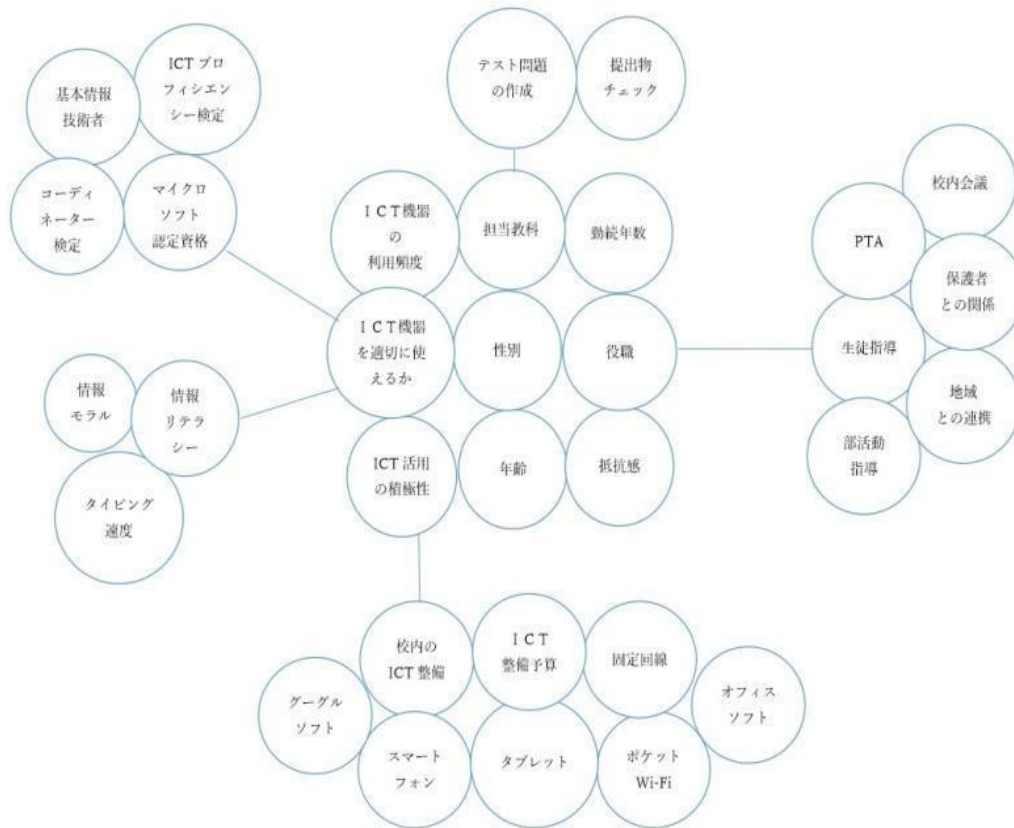 ICT プロ
フィシエン
シー検定
基本情報
技術者
コーディ
ネーター
検定
マイクロ
ソフト
認定資格
テスト問題
の作成
提出物
チェック
ＩＣＴ機器
の
利用頻度
担当教科
勤続年数
ＩＣＴ機器
を適切に使
えるか
性別
役職
ICT 活用
の積極性
年齢
抵抗感
校内会議
PTA
保護者
との関係
生徒指導
地域
との連携
部活動
指導
情報
モラル
情報
リテラ
シー
タイピング
速度
校内の
ICT 整備
ＩＣＴ
整備予算
固定回線
グーグル
ソフト
オフィス
ソフト
スマート
フォン
タブレット
ポケット
Wi-Fi